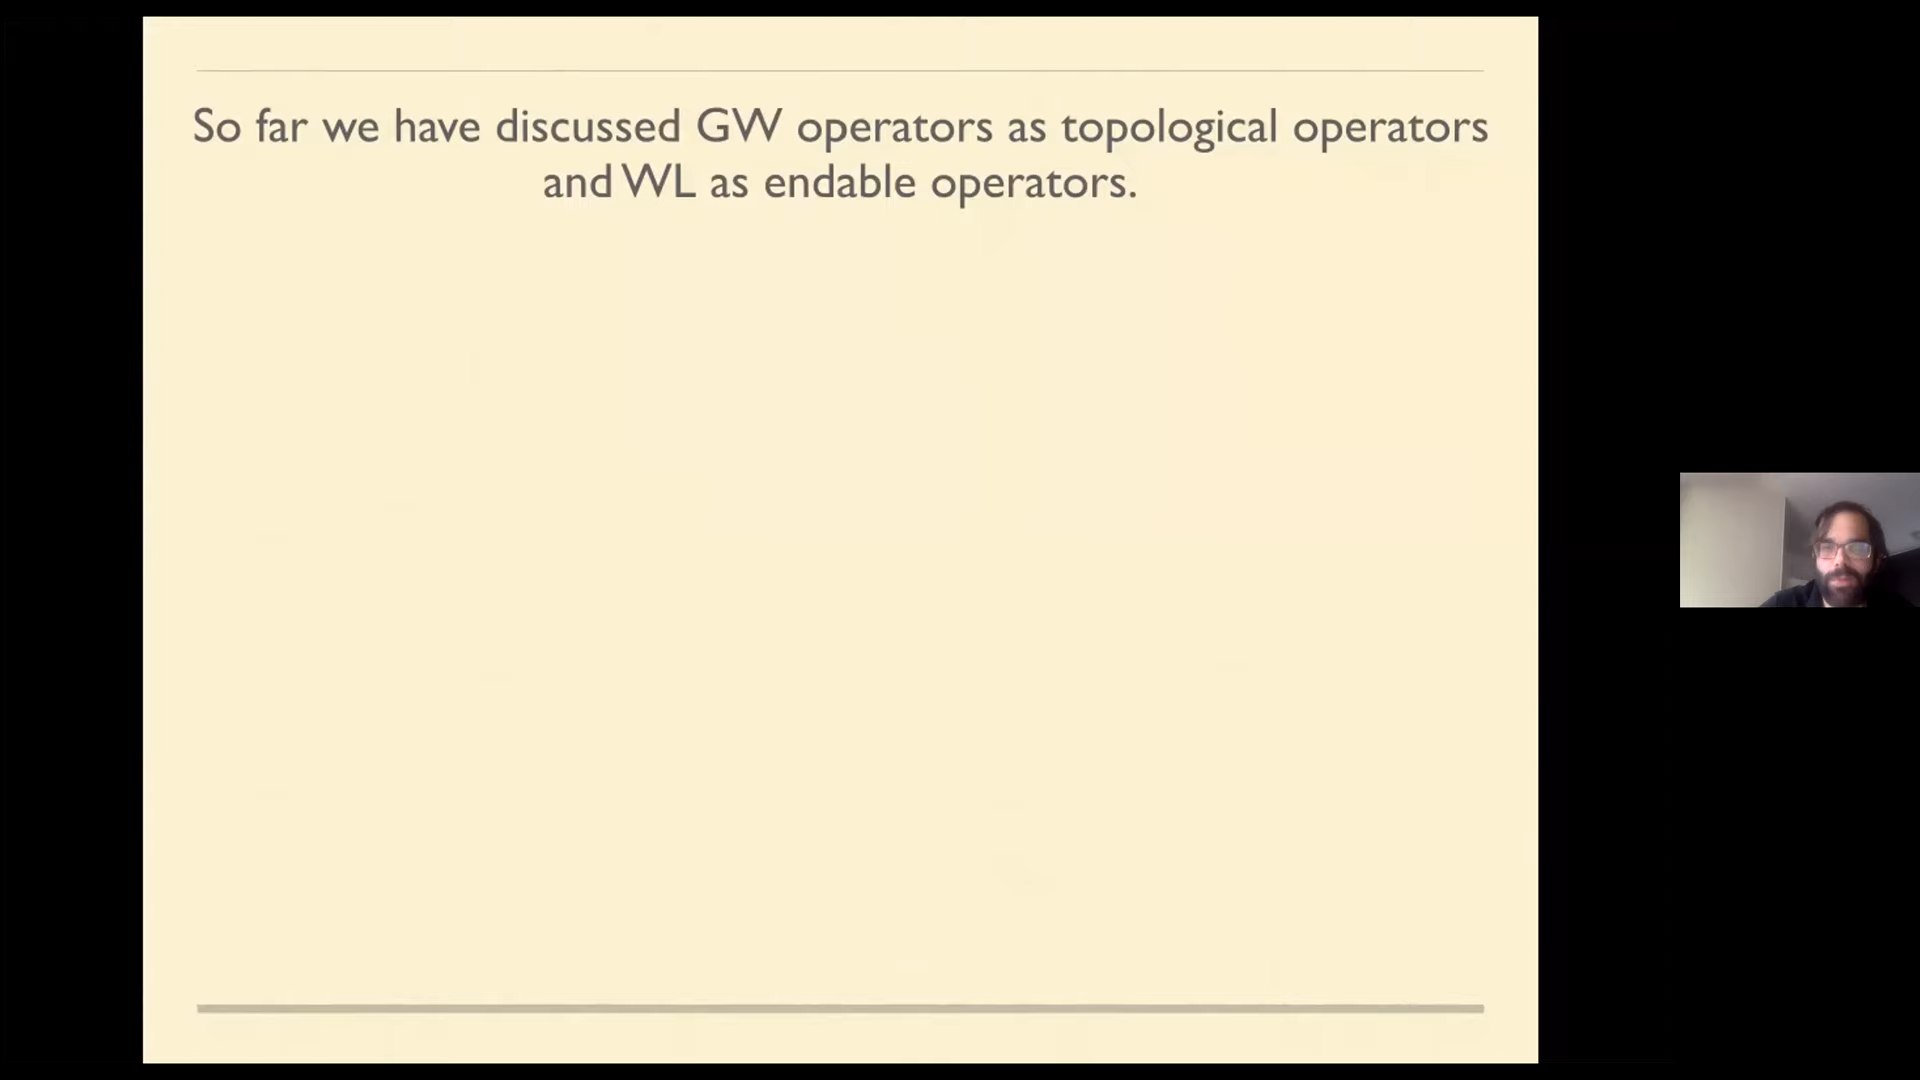 So far we have discussed GW operators as topological operators
and WL as endable operators.